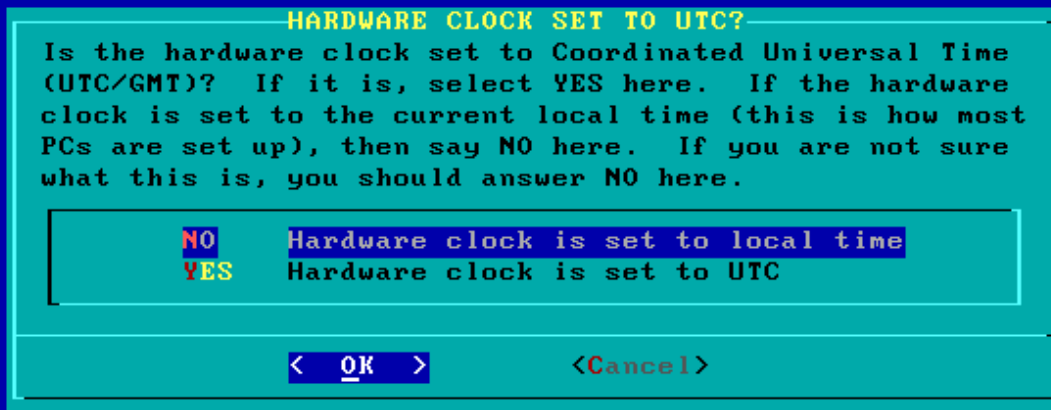 HARDWARE CLOCK SET TO UTC?
Is the hardware clock set to Coordinated Universal Time
(UTC/GMT)?  If it is, select YES here.  If the hardware
clock is set to the current local time (this is how most
PCs are set up), then say NO here.  If you are not sure
what this is, you should answer NO here.
NO    Hardware clock is set to local time
YES   Hardware clock is set to UTC
<  OK  >    <Cancel>